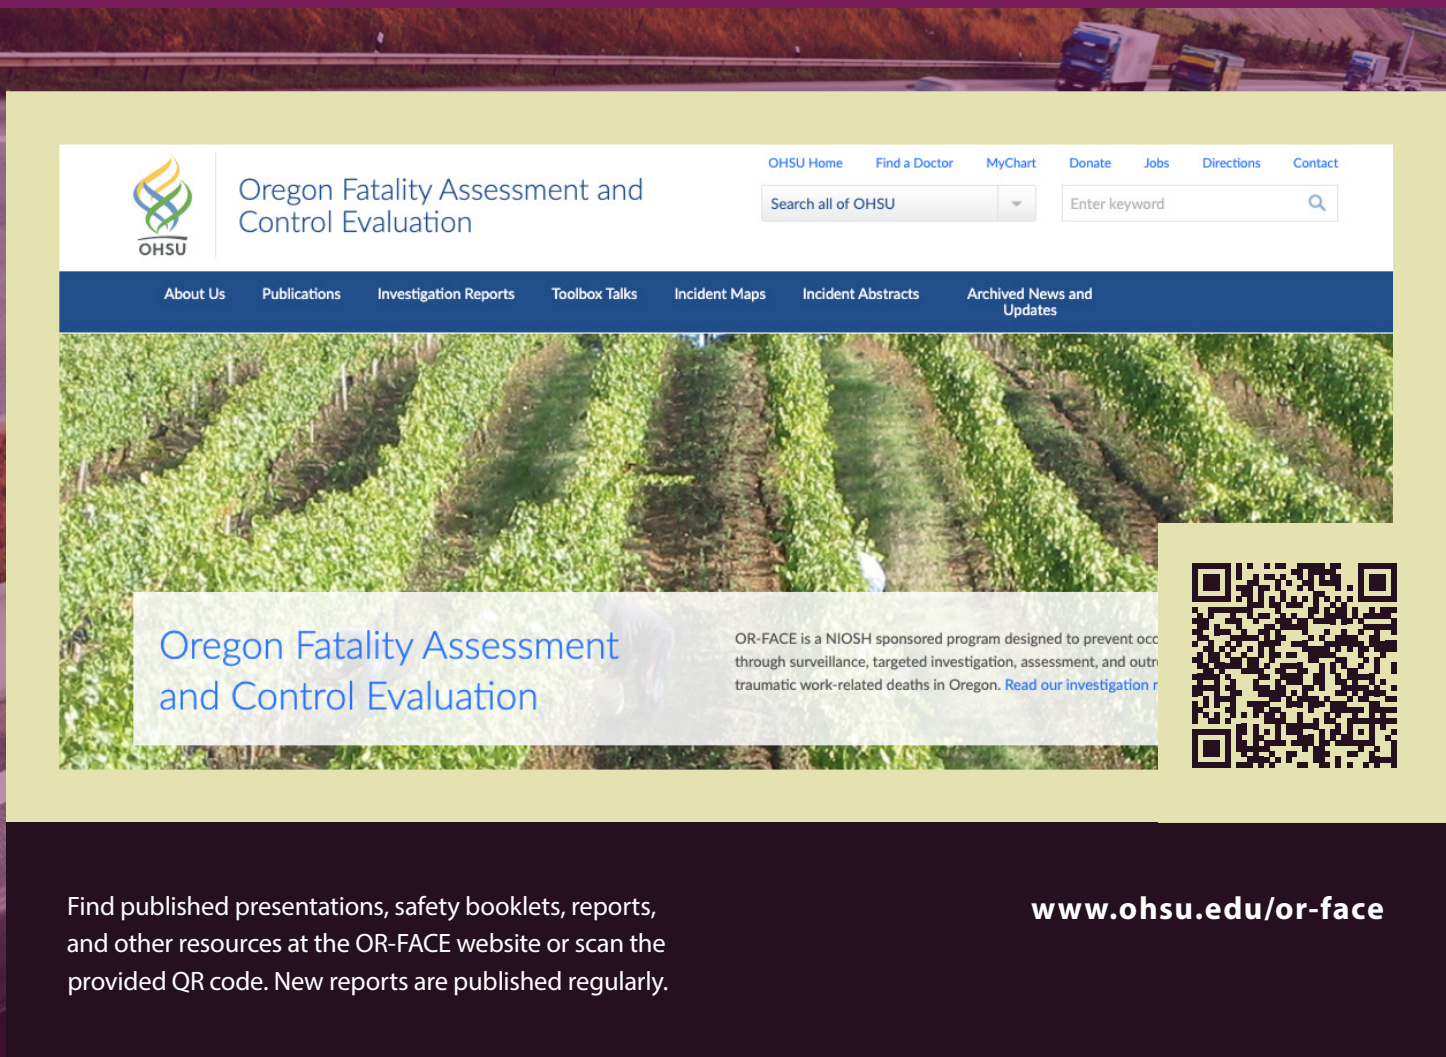 OHSU
Oregon Fatality Assessment and
Control Evaluation
OHSU Home Find a Doctor MyChart Donate Jobs Directions Contact
Search all of OHSU
Enter keyword
About Us Publications Investigation Reports Toolbox Talks Incident Maps Incident Abstracts Archived News and
Updates
Oregon Fatality Assessment
and Control Evaluation
OR-FACE is a NIOSH sponsored program designed to prevent occ
through surveillance, targeted investigation, assessment, and outr
traumatic work-related deaths in Oregon. Read our investigation r
Find published presentations, safety booklets, reports,
and other resources at the OR-FACE website or scan the
provided QR code. New reports are published regularly.
www.ohsu.edu/or-face